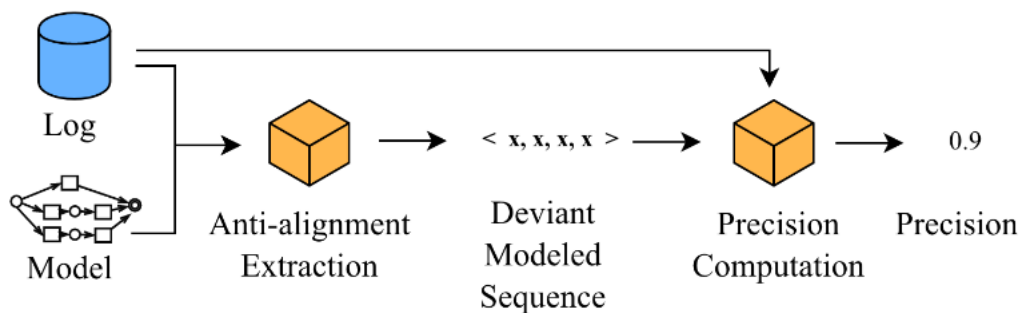 Log
Model
Anti-alignment
Extraction
< x, x, x, x >
Deviant
Modeled
Sequence
Precision
Computation
0.9
Precision